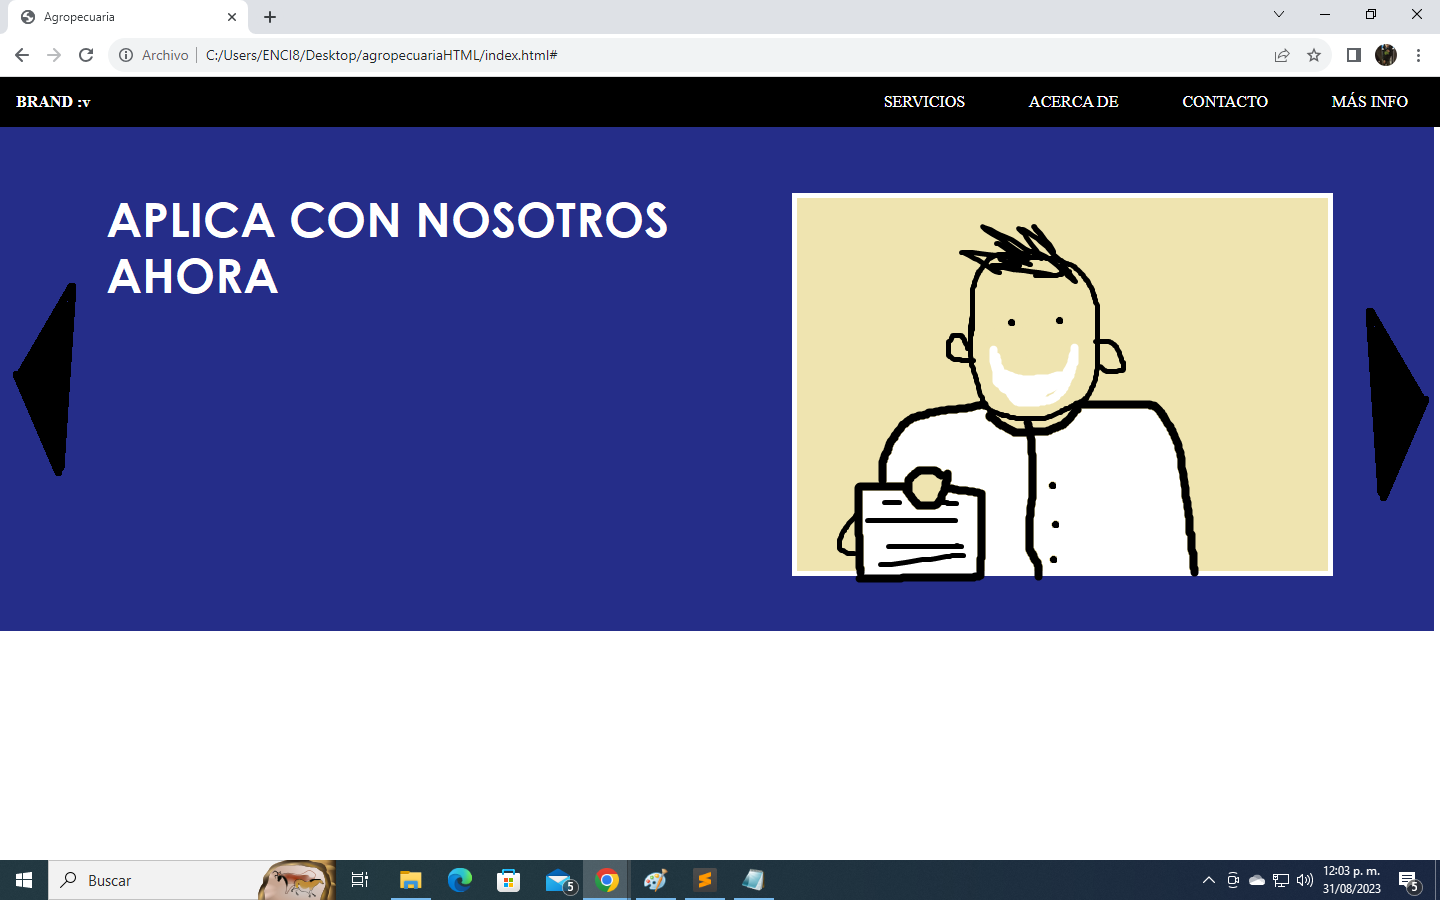 Agropecuaria
Archivo
C:/Users/ENCI8/Desktop/agropecuariaHTML/index.html#
BRAND :v
SERVICIOS
ACERCA DE
CONTACTO
MÁS INFO
APLICA CON NOSOTROS
AHORA
Buscar
5
12:03 p. m.
31/08/2023
5